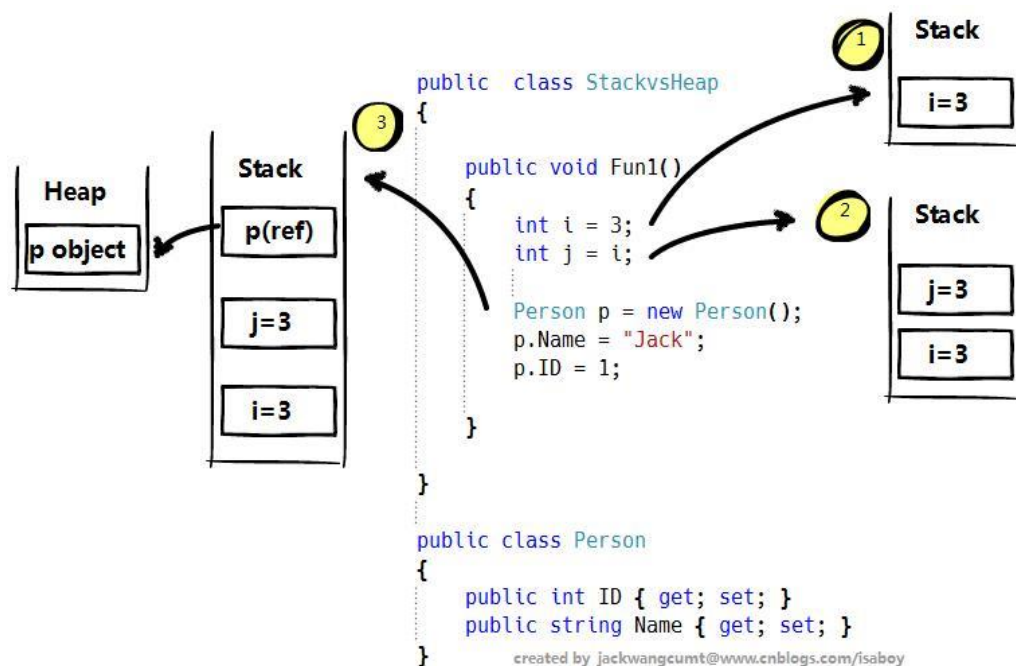 1
Stack
i=3
2
Stack
j=3
i=3
3
Stack
p(ref)
j=3
i=3
Heap
p object
public class StackvsHeap
{
public void Fun1()
{
int i = 3;
int j = i;
Person p = new Person();
p.Name = "Jack";
p.ID = 1;
}
}
public class Person
{
public int ID { get; set; }
public string Name { get; set; }
}
created by jackwangcumt@www.cnblogs.com/isaboy